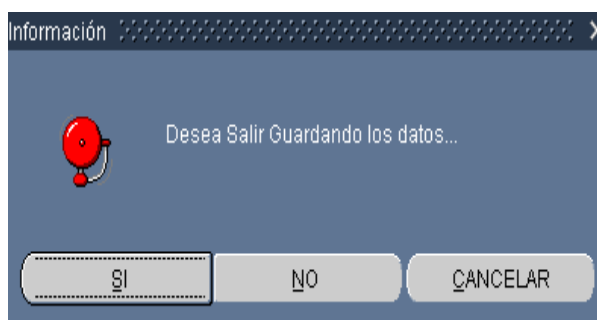 Información
Desea Salir Guardando los datos...
SI
NO
CANCELAR